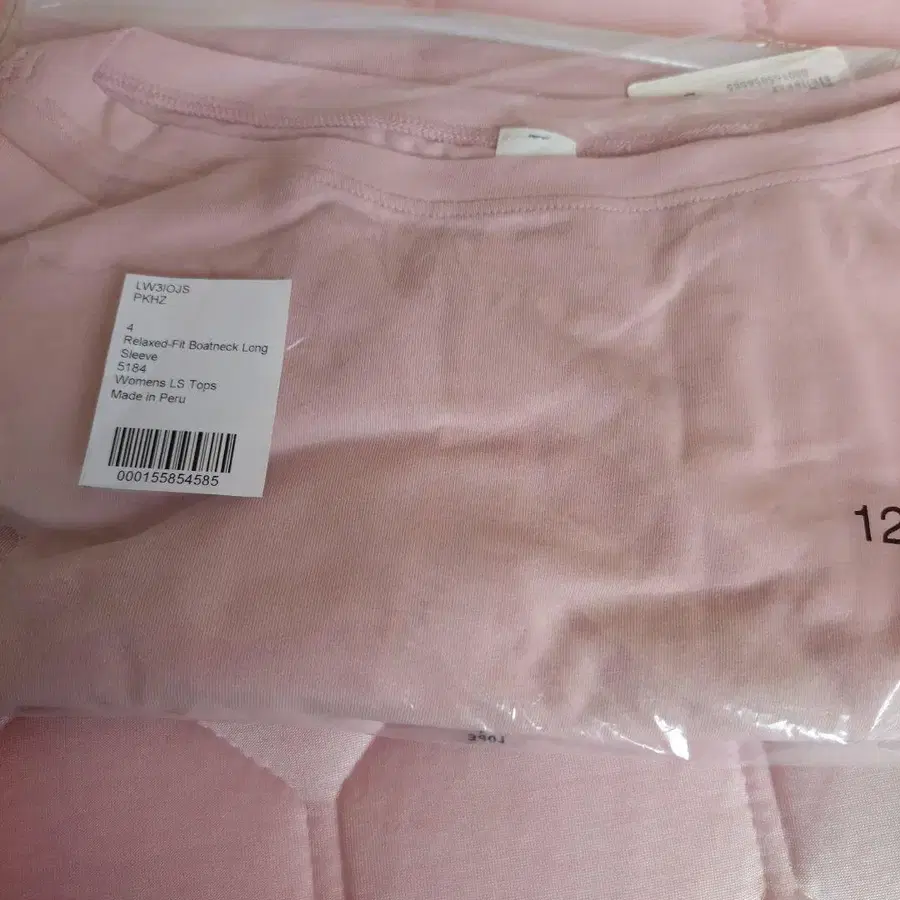 LW3IOJS
PKHZ
4
Relaxed-Fit Boatneck Long
Sleeve
5184
Womens LS Tops
Made in Peru
000155854585
12